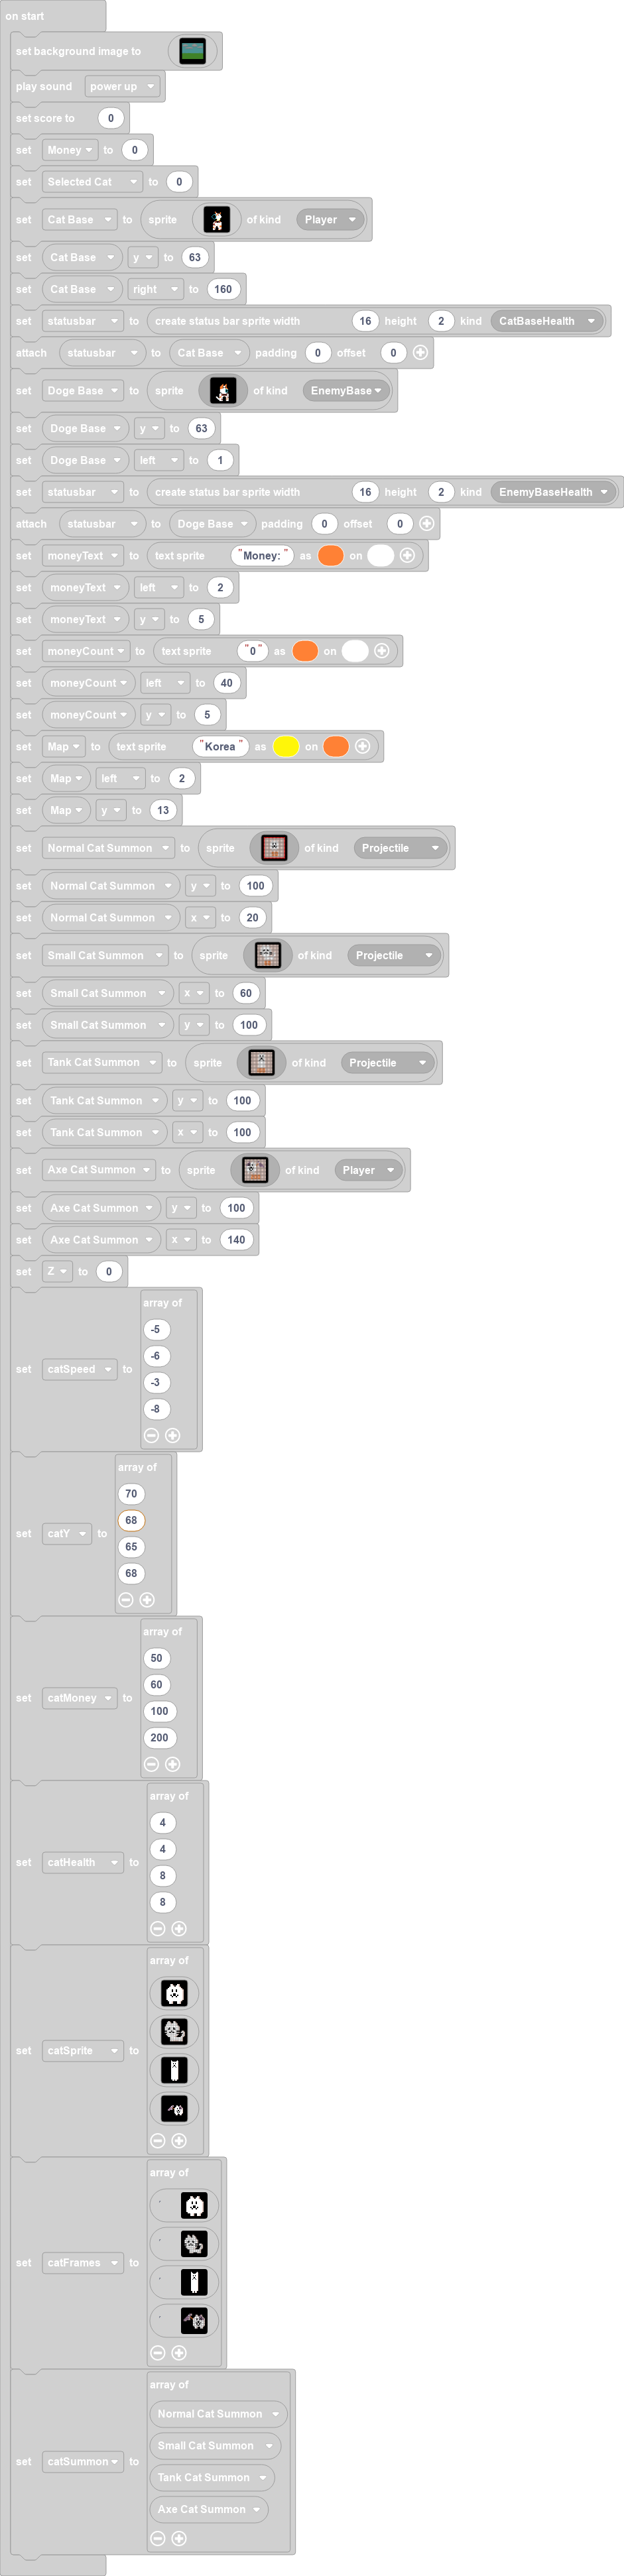 on start
set background image to
play sound power up
set score to 0
set Money to 0
set Selected Cat to 0
set Cat Base to sprite of kind Player
set Cat Base y to 63
set Cat Base right to 160
set statusbar to create status bar sprite width 16 height 2 kind CatBaseHealth
attach statusbar to Cat Base padding 0 offset 0
set Doge Base to sprite of kind EnemyBase
set Doge Base y to 63
set Doge Base left to 1
set statusbar to create status bar sprite width 16 height 2 kind EnemyBaseHealth
attach statusbar to Doge Base padding 0 offset 0
set moneyText to text sprite "Money: " as on
set moneyText left to 2
set moneyText y to 5
set moneyCount to text sprite "0" as on
set moneyCount left to 40
set moneyCount y to 5
set Map to text sprite "Korea " as on
set Map left to 2
set Map y to 13
set Normal Cat Summon to sprite of kind Projectile
set Normal Cat Summon y to 100
set Normal Cat Summon x to 20
set Small Cat Summon to sprite of kind Projectile
set Small Cat Summon x to 60
set Small Cat Summon y to 100
set Tank Cat Summon to sprite of kind Projectile
set Tank Cat Summon y to 100
set Tank Cat Summon x to 100
set Axe Cat Summon to sprite of kind Player
set Axe Cat Summon y to 100
set Axe Cat Summon x to 140
set Z to 0
array of
-5
-6
set catSpeed to
-3
-8
array of
70
68
set catY to
65
68
array of
50
60
set catMoney to
100
200
array of
4
4
set catHealth to
8
8
array of
set catSprite to
array of
set catFrames to
array of
Normal Cat Summon
Small Cat Summon
set catSummon to
Tank Cat Summon
Axe Cat Summon